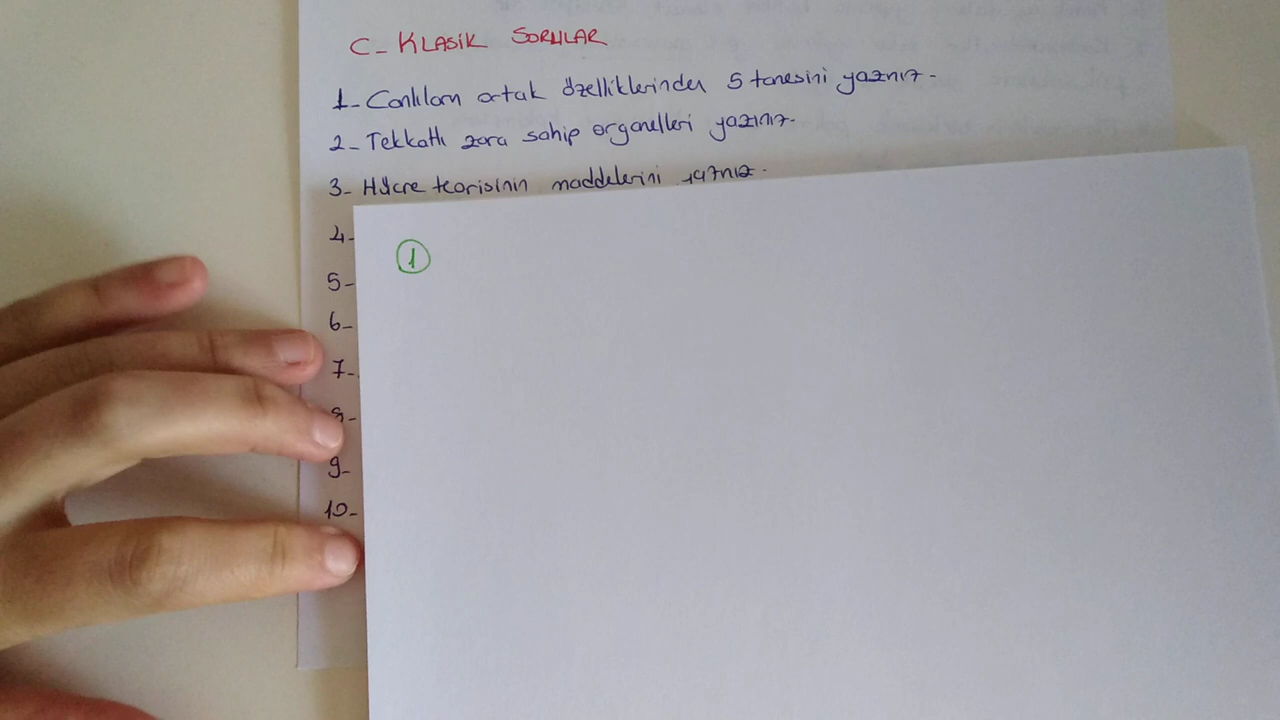 C- KLASİK SORULAR
1- Canlıların ortak özelliklerinden 5 tanesini yazınız.
2- Tekkatlı zara sahip organelleri yazınız.
3- Hücre teorisinin maddelerini yazınız.
4-
5-
6-
7-
8-
9-
10-
1